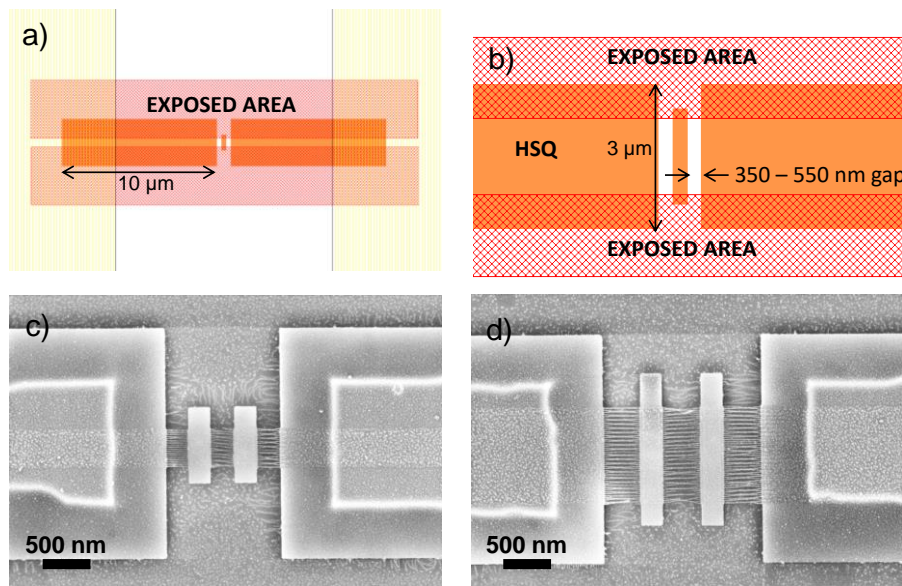 a)
EXPOSED AREA
10 µm
b)
EXPOSED AREA
HSQ
3 µm
350 – 550 nm gap
EXPOSED AREA
c)
500 nm
d)
500 nm